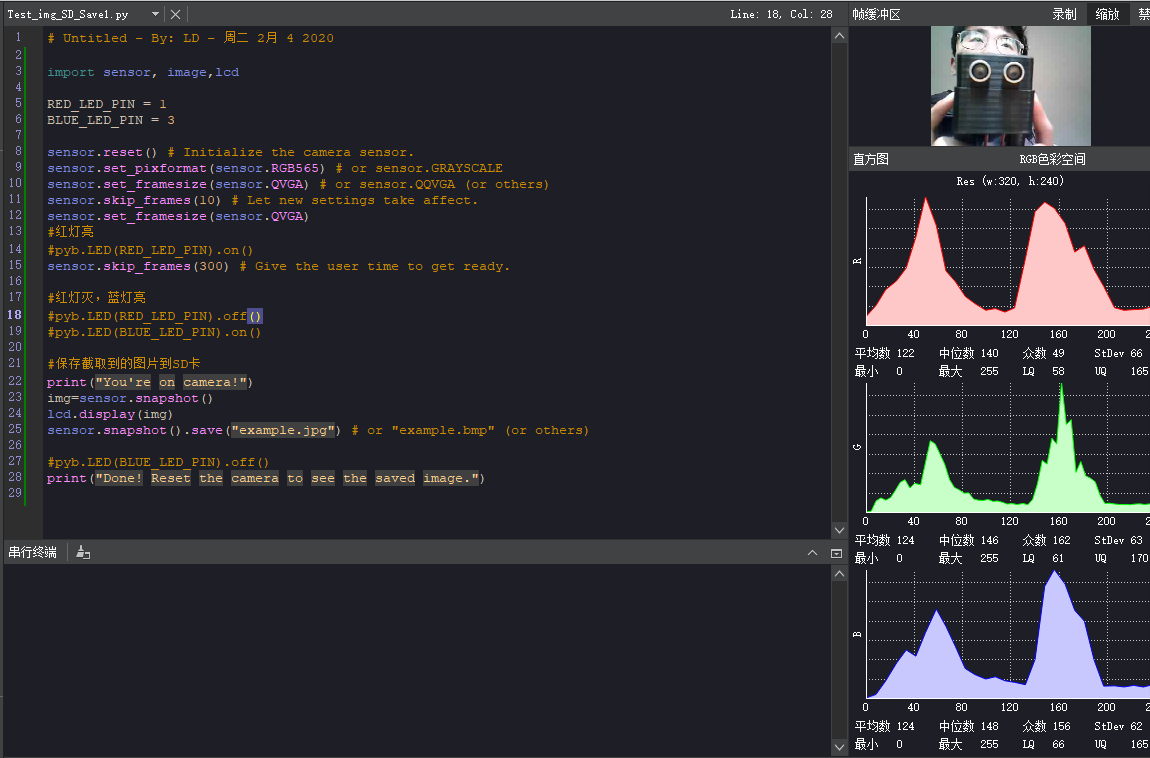 Test_img_SD_Save1.py
Line: 18, Col: 28
1 # Untitled - By: LD - 周二 2月 4 2020
2
3 import sensor, image,lcd
4
5 RED_LED_PIN = 1
6 BLUE_LED_PIN = 3
7
8 sensor.reset() # Initialize the camera sensor.
9 sensor.set_pixformat(sensor.RGB565) # or sensor.GRAYSCALE
10 sensor.set_framesize(sensor.QVGA) # or sensor.QQVGA (or others)
11 sensor.skip_frames(10) # Let new settings take affect.
12 sensor.set_framesize(sensor.QVGA)
13 #红灯亮
14 #pyb.LED(RED_LED_PIN).on()
15 sensor.skip_frames(300) # Give the user time to get ready.
16
17 #红灯灭，蓝灯亮
18 #pyb.LED(RED_LED_PIN).off()
19 #pyb.LED(BLUE_LED_PIN).on()
20
21 #保存截取到的图片到SD卡
22 print("You're on camera!")
23 img=sensor.snapshot()
24 lcd.display(img)
25 sensor.snapshot().save("example.jpg") # or "example.bmp" (or others)
26
27 #pyb.LED(BLUE_LED_PIN).off()
28 print("Done! Reset the camera to see the saved image.")
29
串行终端
帧缓冲区 录制 缩放 禁
直方图 RGB色彩空间
Res (w:320, h:240)
R
0 40 80 120 160 200 2
平均数 122 中位数 140 众数 49 StDev 66
最小 0 最大 255 LQ 58 UQ 165
G
0 40 80 120 160 200 2
平均数 124 中位数 146 众数 162 StDev 63
最小 0 最大 255 LQ 61 UQ 170
B
0 40 80 120 160 200 2
平均数 124 中位数 148 众数 156 StDev 62
最小 0 最大 255 LQ 66 UQ 165